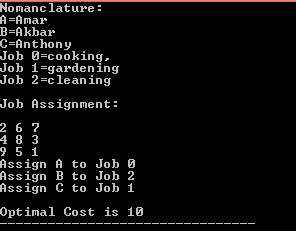 Nomanclature:
A=Amar
B=Akbar
C=Anthony
Job 0=cooking,
Job 1=gardening
Job 2=cleaning
Job Assignment:
2 6 7
4 8 3
9 5 1
Assign A to Job 0
Assign B to Job 2
Assign C to Job 1
Optimal Cost is 10
--------------------------------